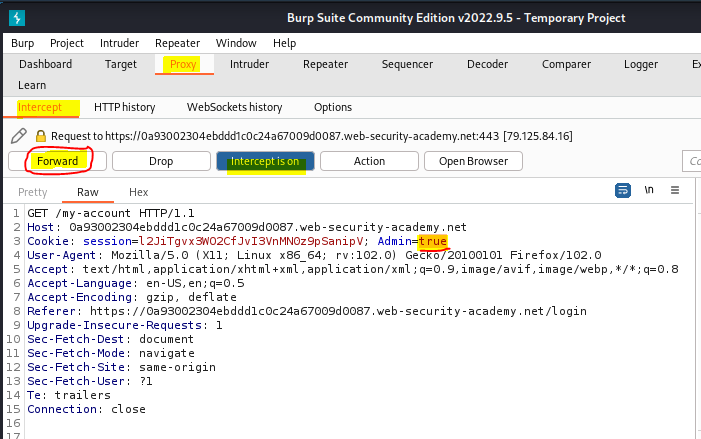 Burp Suite Community Edition v2022.9.5 - Temporary Project
Burp Project Intruder Repeater Window Help
Dashboard Target Proxy Intruder Repeater Sequencer Decoder Comparer Logger
Learn
Intercept HTTP history WebSockets history Options
Request to https://0a93002304ebddd1c0c24a67009d0087.web-security-academy.net:443 [79.125.84.16]
Forward Drop Intercept is on Action Open Browser
Pretty Raw Hex \n
1 GET /my-account HTTP/1.1
2 Host: 0a93002304ebddd1c0c24a67009d0087.web-security-academy.net
3 Cookie: session=l2JiTgvx3WO2CfJvI3VnMN0z9pSanipV; Admin=true
4 User-Agent: Mozilla/5.0 (X11; Linux x86_64; rv:102.0) Gecko/20100101 Firefox/102.0
5 Accept: text/html,application/xhtml+xml,application/xml;q=0.9,image/avif,image/webp,*/*;q=0.8
6 Accept-Language: en-US,en;q=0.5
7 Accept-Encoding: gzip, deflate
8 Referer: https://0a93002304ebddd1c0c24a67009d0087.web-security-academy.net/login
9 Upgrade-Insecure-Requests: 1
10 Sec-Fetch-Dest: document
11 Sec-Fetch-Mode: navigate
12 Sec-Fetch-Site: same-origin
13 Sec-Fetch-User: ?1
14 Te: trailers
15 Connection: close
16
17